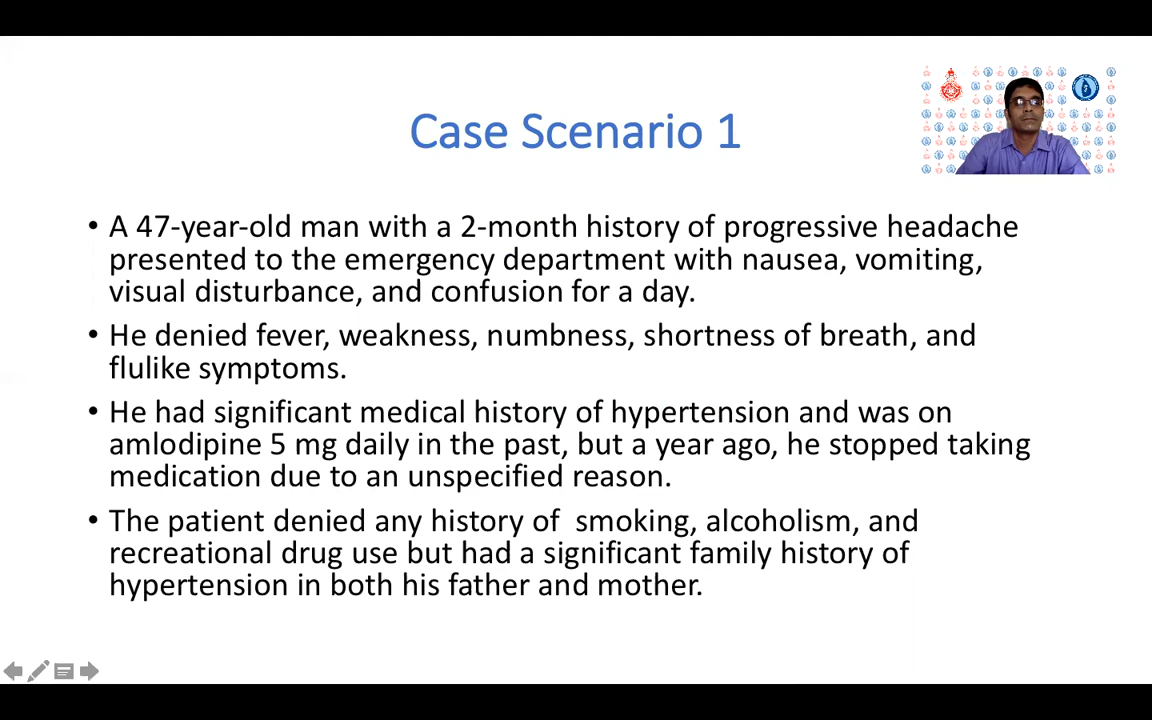 Case Scenario 1
• A 47-year-old man with a 2-month history of progressive headache
presented to the emergency department with nausea, vomiting,
visual disturbance, and confusion for a day.
• He denied fever, weakness, numbness, shortness of breath, and
flulike symptoms.
• He had significant medical history of hypertension and was on
amlodipine 5 mg daily in the past, but a year ago, he stopped taking
medication due to an unspecified reason.
• The patient denied any history of  smoking, alcoholism, and
recreational drug use but had a significant family history of
hypertension in both his father and mother.